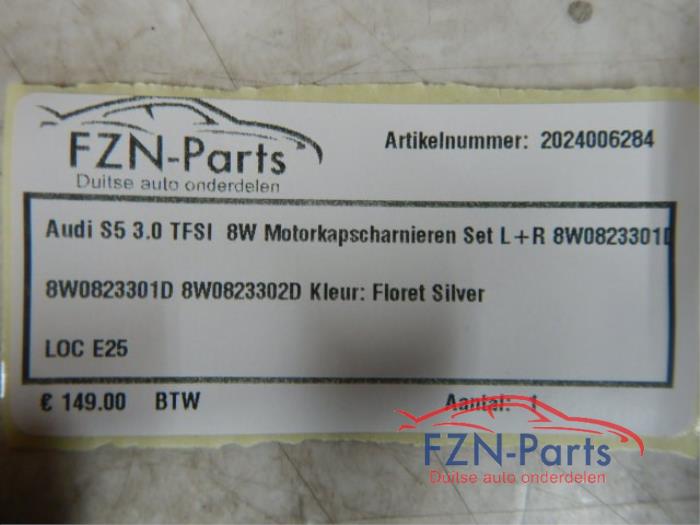 FZN-Parts
Duitse auto onderdelen
Artikelnummer: 2024006284
Audi S5 3.0 TFSI 8W Motorkapscharnieren Set L+R 8W0823301D
8W0823301D 8W0823302D Kleur: Floret Silver
LOC E25
€ 149.00 BTW
Aantal: 1
FZN-Parts
Duitse auto onderdelen